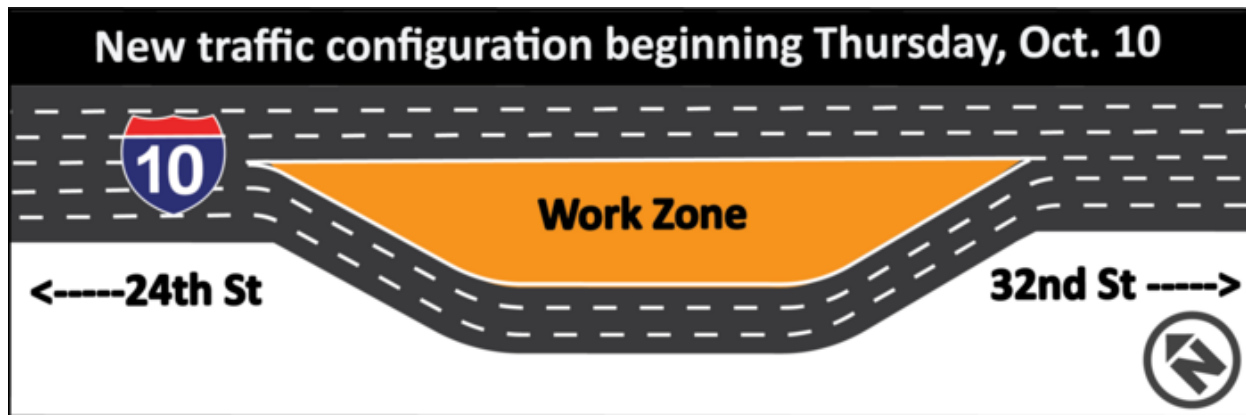 New traffic configuration beginning Thursday, Oct. 10
10
Work Zone
<-----24th St
32nd St ----->
N